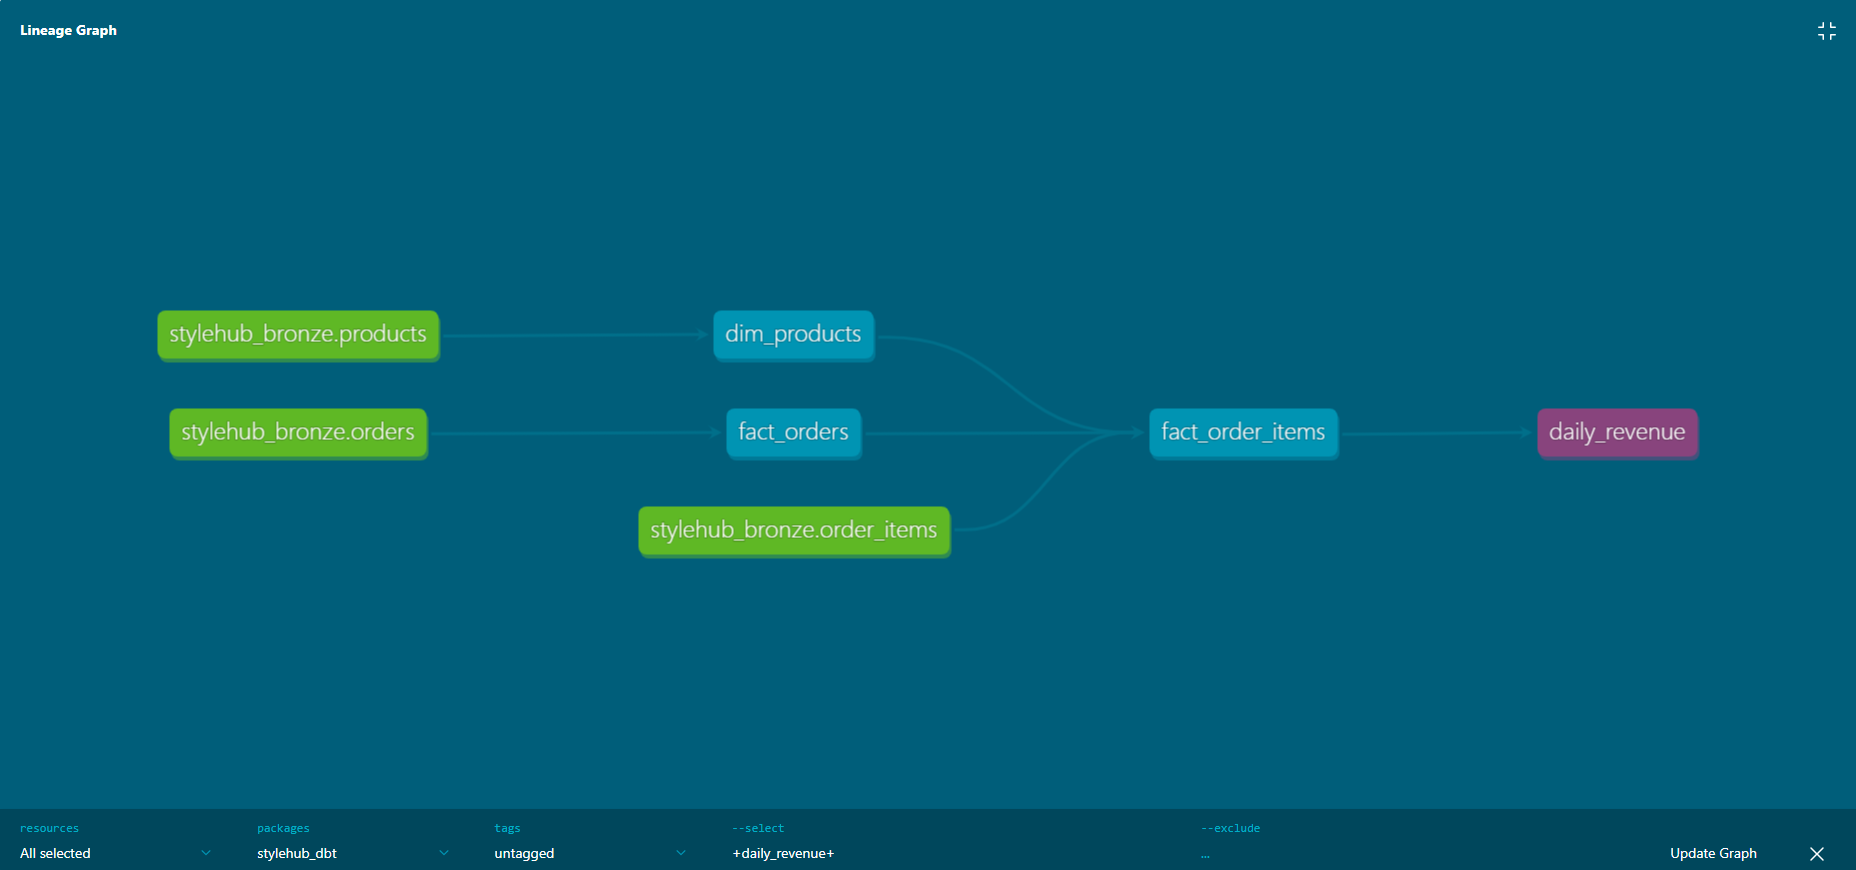 Lineage Graph
stylehub_bronze.products
dim_products
stylehub_bronze.orders
fact_orders
fact_order_items
daily_revenue
stylehub_bronze.order_items
resources
packages
tags
--select
--exclude
All selected
stylehub_dbt
untagged
+daily_revenue+
...
Update Graph